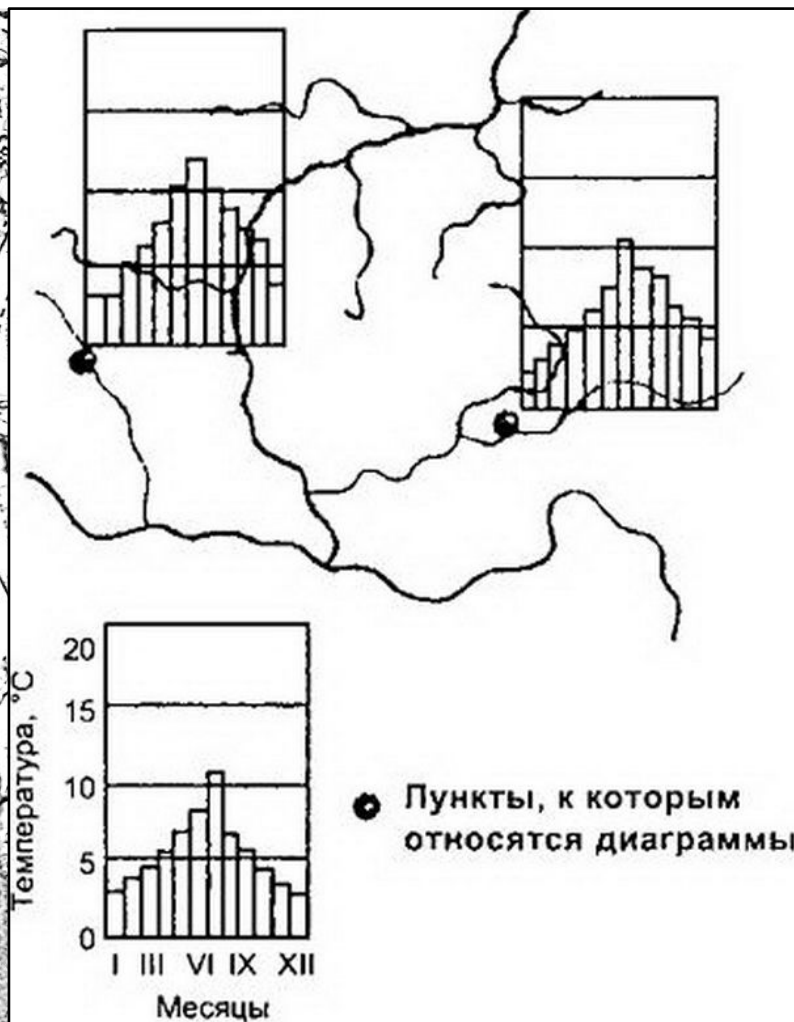 Температура, °C
20
15
10
5
0
I III VI IX XII
Месяцы
Пункты, к которым
относятся диаграммы